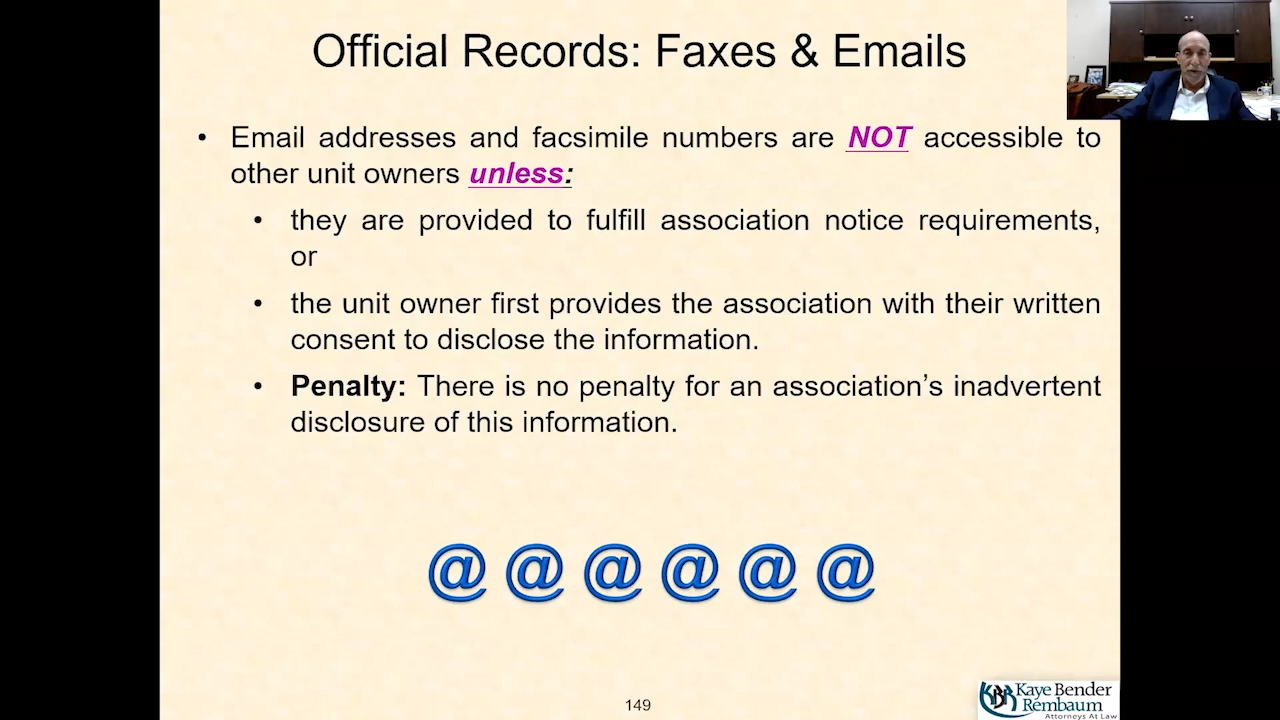 Official Records: Faxes & Emails
• Email addresses and facsimile numbers are NOT accessible to
other unit owners unless:
• they are provided to fulfill association notice requirements,
or
• the unit owner first provides the association with their written
consent to disclose the information.
• Penalty: There is no penalty for an association’s inadvertent
disclosure of this information.
@ @ @ @ @ @
149
KBR Kaye Bender
Rembaum
Attorneys At Law